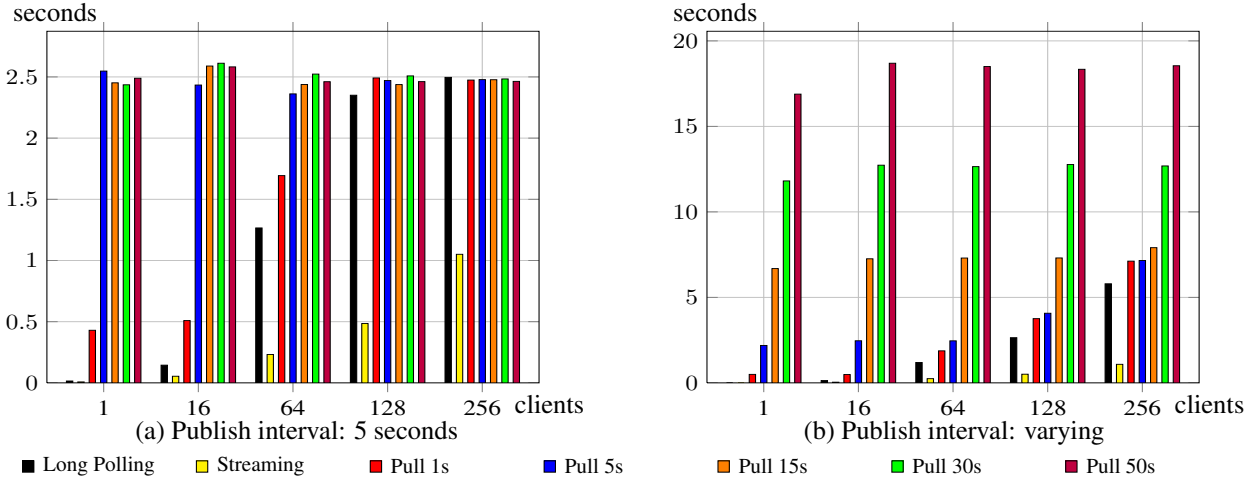 seconds
2.5
2
1.5
1
0.5
0
1 16 64 128 256 clients
(a) Publish interval: 5 seconds
seconds
20
15
10
5
0
1 16 64 128 256 clients
(b) Publish interval: varying
Long Polling Streaming Pull 1s Pull 5s Pull 15s Pull 30s Pull 50s